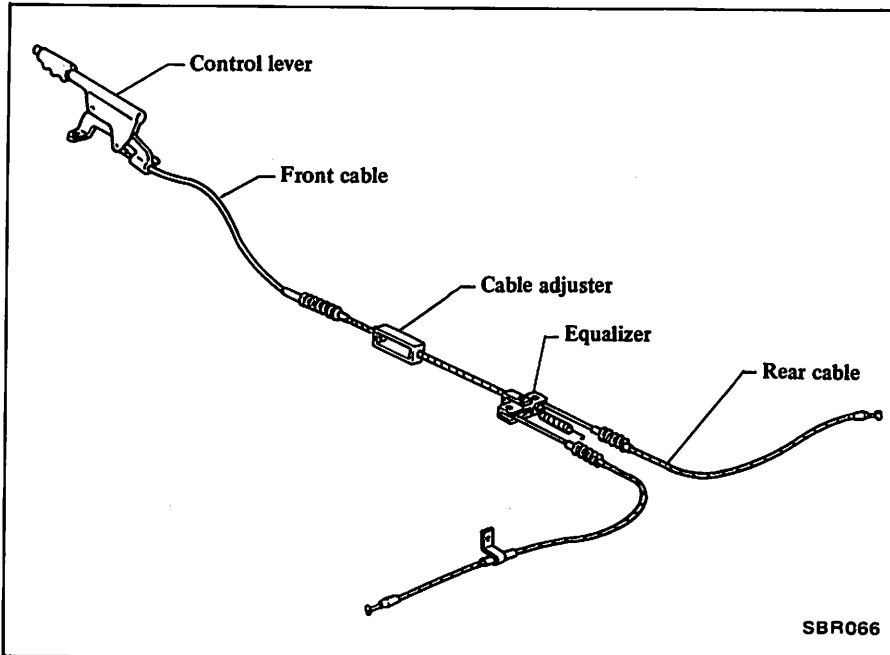 Control lever
Front cable
Cable adjuster
Equalizer
Rear cable
SBR066